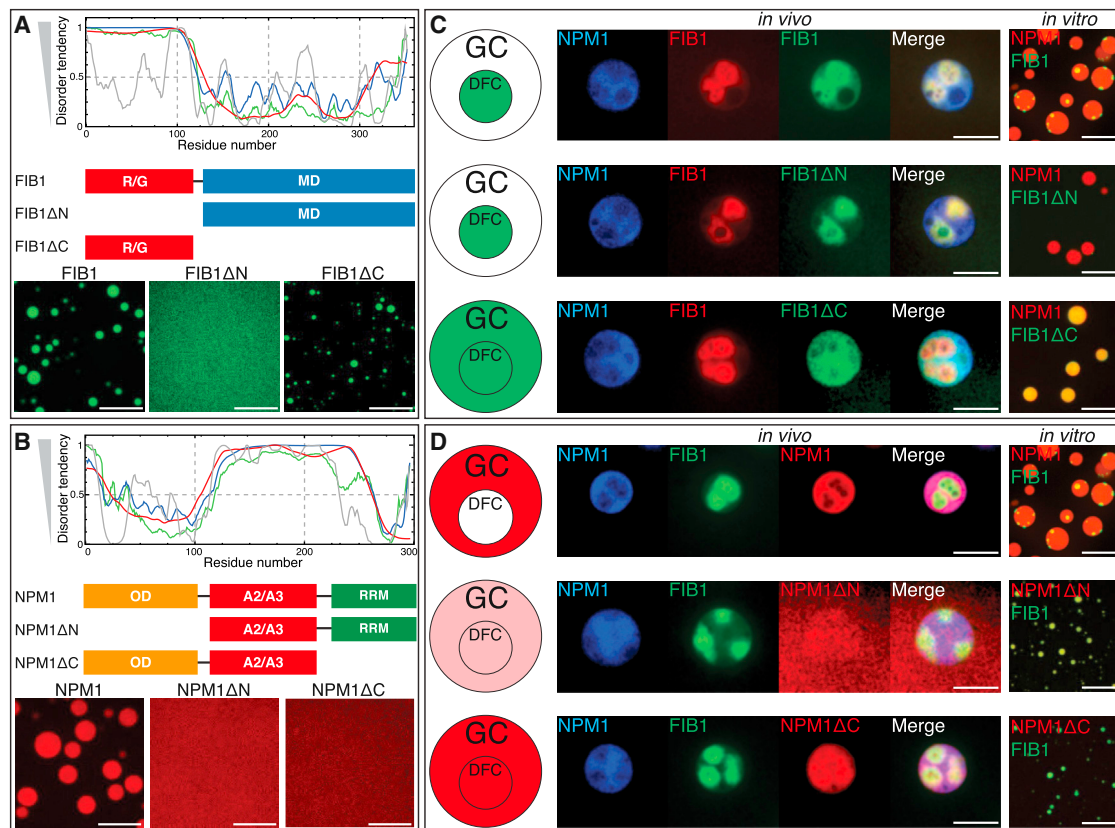 A
Disorder tendency
1
0.5
0
0 100 200 300
Residue number
FIB1 R/G MD
FIB1ΔN MD
FIB1ΔC R/G
FIB1 FIB1ΔN FIB1ΔC
B
Disorder tendency
1
0.5
0
0 100 200 300
Residue number
NPM1 OD A2/A3 RRM
NPM1ΔN A2/A3 RRM
NPM1ΔC OD A2/A3
NPM1 NPM1ΔN NPM1ΔC
C
in vivo in vitro
GC
DFC
NPM1 FIB1 FIB1 Merge NPM1
FIB1
GC
DFC
NPM1 FIB1 FIB1ΔN Merge NPM1
FIB1ΔN
GC
DFC
NPM1 FIB1 FIB1ΔC Merge NPM1
FIB1ΔC
D
in vivo in vitro
GC
DFC
NPM1 FIB1 NPM1 Merge NPM1
FIB1
GC
DFC
NPM1 FIB1 NPM1ΔN Merge NPM1ΔN
FIB1
GC
DFC
NPM1 FIB1 NPM1ΔC Merge NPM1ΔC
FIB1